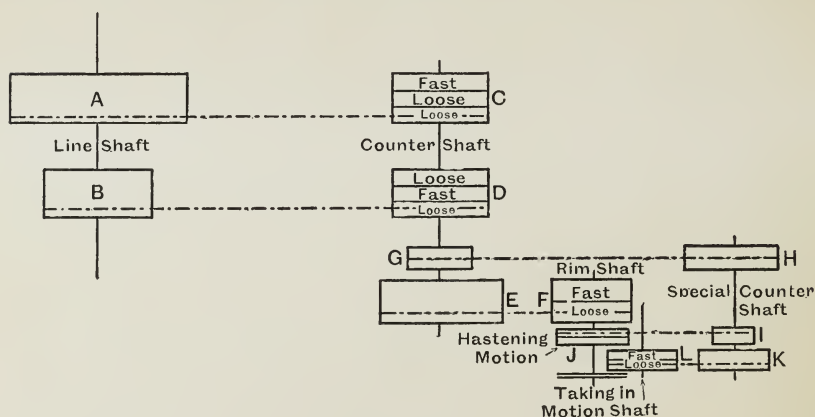 A
Fast
Loose
Loose
C
Line Shaft
Counter Shaft
B
Loose
Fast
Loose
D
G
H
Rim Shaft
E
F
Fast
Loose
Special Counter
Shaft
Hastening
Motion
J
I
Fast
Loose
L
K
Taking in
Motion Shaft